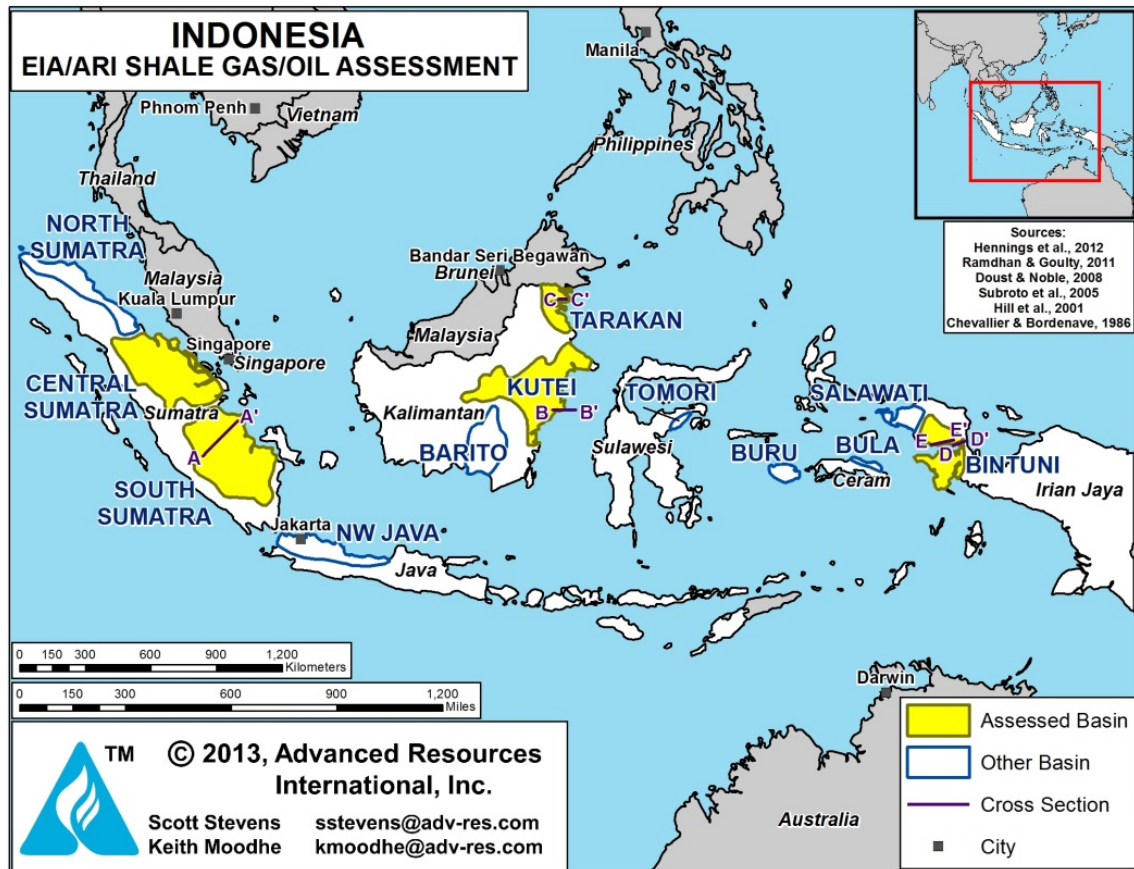 INDONESIA
EIA/ARI SHALE GAS/OIL ASSESSMENT
Manila
Phnom Penh
Vietnam
Philippines
Thailand
NORTH
SUMATRA
Malaysia
Kuala Lumpur
Bandar Seri Begawan
Brunei
Sources:
Hennings et al., 2012
Ramdhan & Goulty, 2011
Doust & Noble, 2008
Subroto et al., 2005
Hill et al., 2001
Chevallier & Bordenave, 1986
C C'
TARAKAN
Malaysia
Singapore
Singapore
CENTRAL
SUMATRA
Sumatra
A'
A
KUTEI
Kalimantan
B B'
BARITO
TOMORI
Sulawesi
SALAWATI
E E'
D D'
BINTUNI
BURU
BULA
Ceram
Irian Jaya
SOUTH
SUMATRA
Jakarta
NW JAVA
Java
0 150 300 600 900 1,200
Kilometers
0 150 300 600 900 1,200
Miles
Darwin
Australia
TM
© 2013, Advanced Resources
International, Inc.
Scott Stevens sstevens@adv-res.com
Keith Moodhe kmoodhe@adv-res.com
Assessed Basin
Other Basin
Cross Section
City